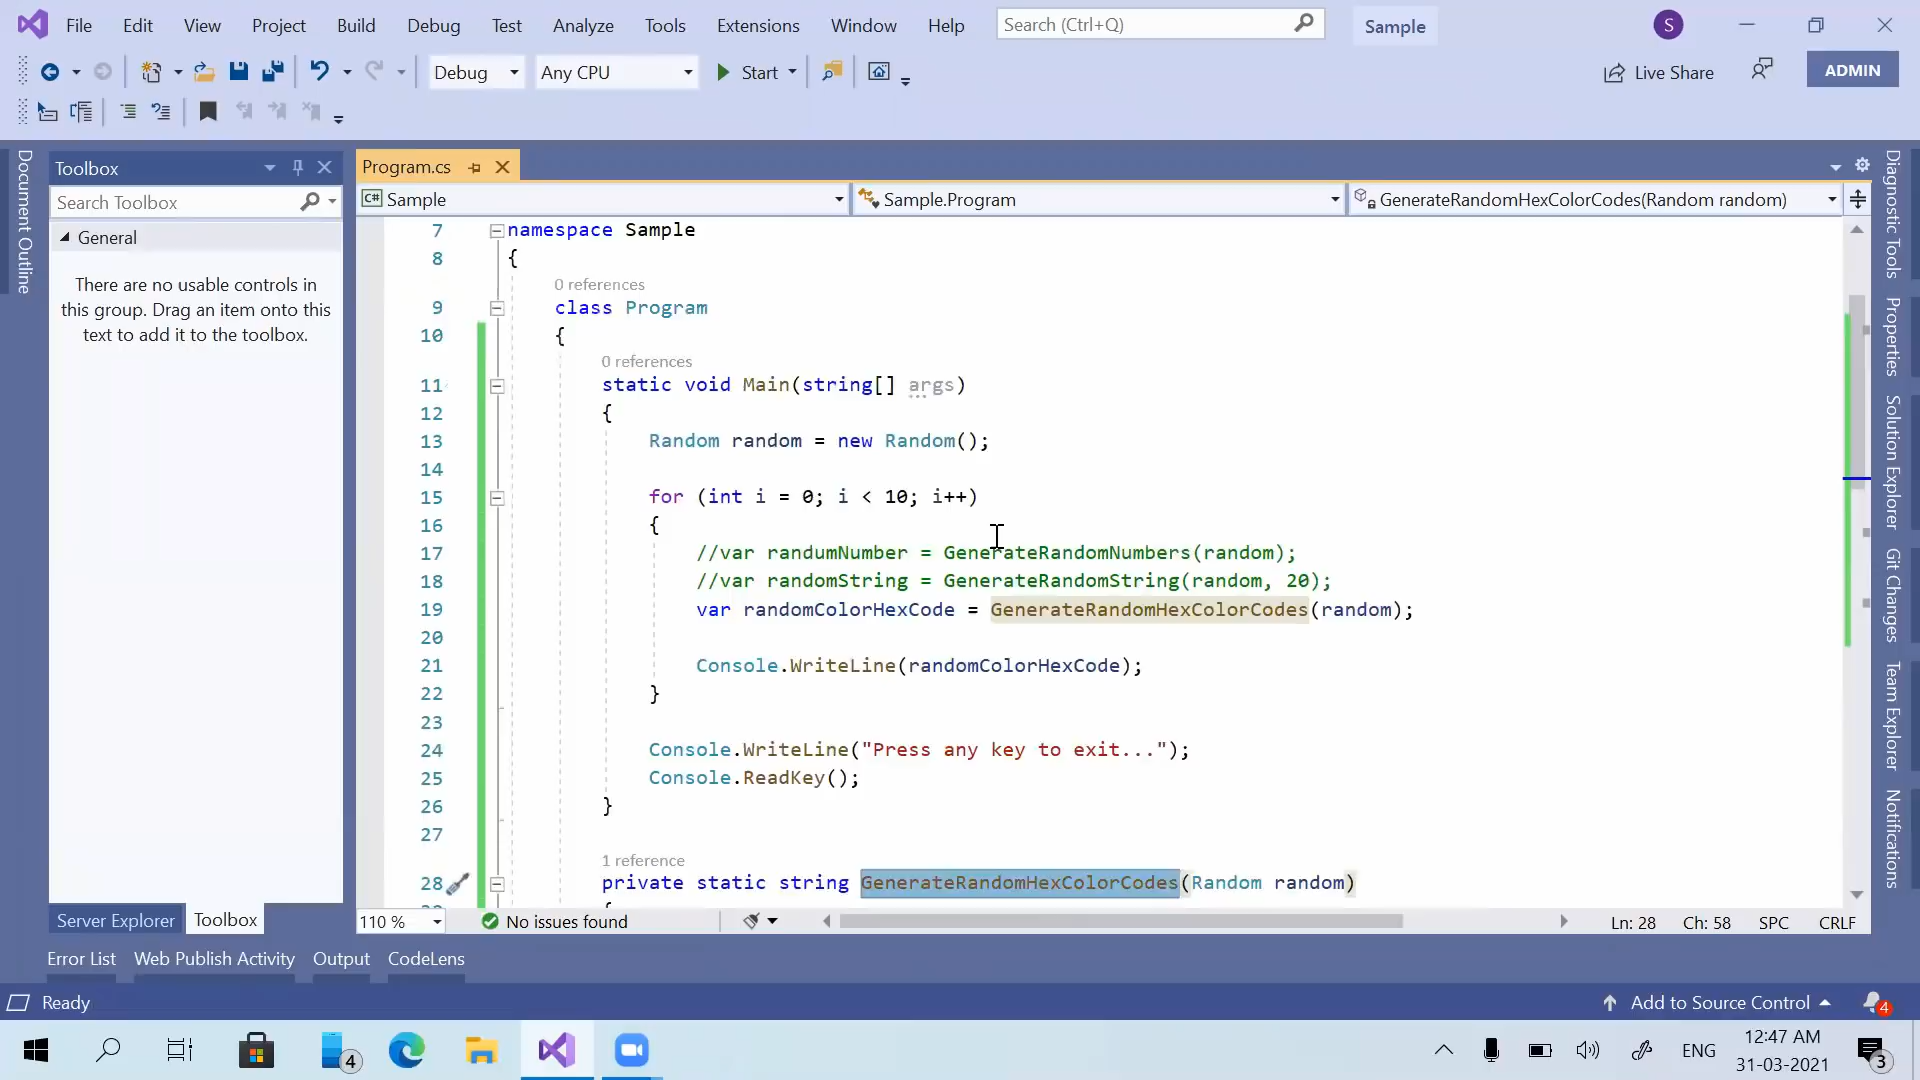 File Edit View Project Build Debug Test Analyze Tools Extensions Window Help Search (Ctrl+Q) Sample S
Debug Any CPU Start Live Share ADMIN
Document Outline
Toolbox
Search Toolbox
General
There are no usable controls in
this group. Drag an item onto this
text to add it to the toolbox.
Server Explorer Toolbox
Program.cs
C# Sample Sample.Program GenerateRandomHexColorCodes(Random random)
7 namespace Sample
8 {
0 references
9 class Program
10 {
0 references
11 static void Main(string[] args)
12 {
13 Random random = new Random();
14
15 for (int i = 0; i < 10; i++)
16 {
17 //var randumNumber = GenerateRandomNumbers(random);
18 //var randomString = GenerateRandomString(random, 20);
19 var randomColorHexCode = GenerateRandomHexColorCodes(random);
20
21 Console.WriteLine(randomColorHexCode);
22 }
23
24 Console.WriteLine("Press any key to exit...");
25 Console.ReadKey();
26 }
27
1 reference
28 private static string GenerateRandomHexColorCodes(Random random)
110 % No issues found Ln: 28 Ch: 58 SPC CRLF
Diagnostic Tools
Properties
Solution Explorer
Git Changes
Team Explorer
Notifications
Error List Web Publish Activity Output CodeLens
Ready Add to Source Control 4
4 ENG 12:47 AM
31-03-2021 3